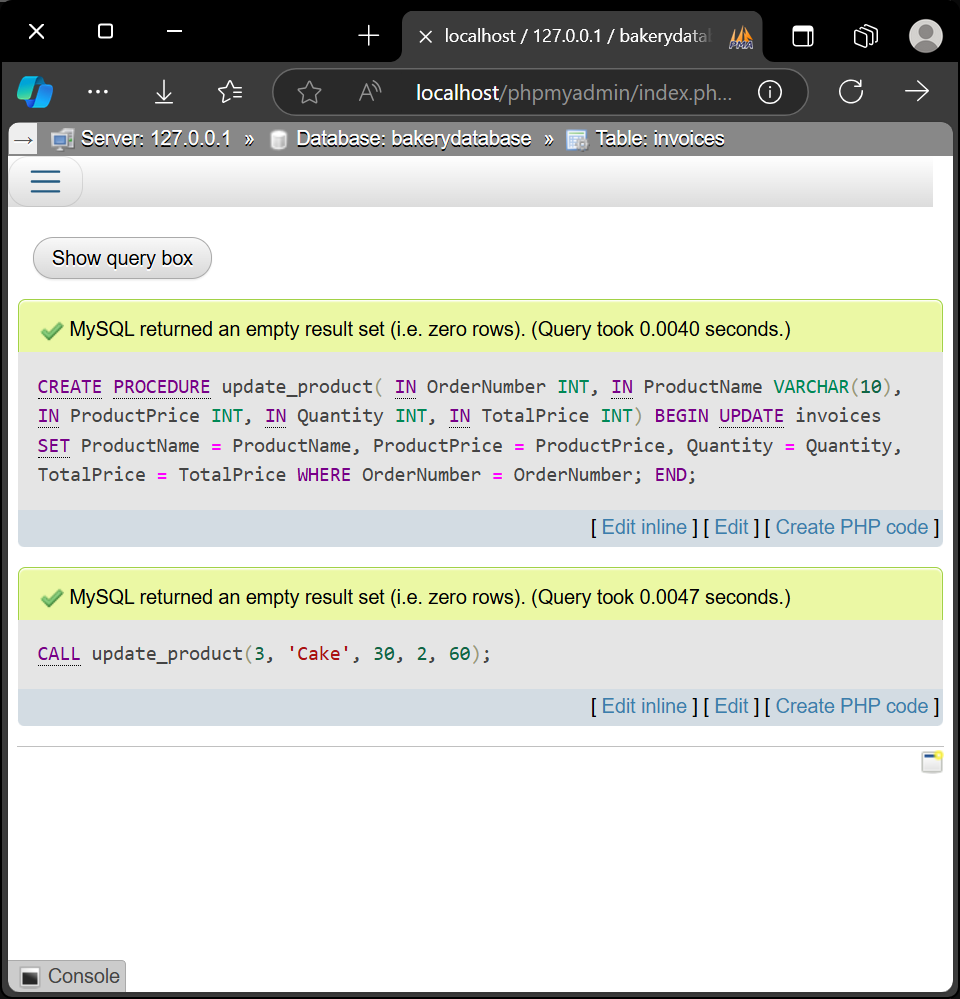 localhost / 127.0.0.1 / bakerydatab
localhost/phpmyadmin/index.ph...
Server: 127.0.0.1 » Database: bakerydatabase » Table: invoices
Show query box
MySQL returned an empty result set (i.e. zero rows). (Query took 0.0040 seconds.)
CREATE PROCEDURE update_product( IN OrderNumber INT, IN ProductName VARCHAR(10),
IN ProductPrice INT, IN Quantity INT, IN TotalPrice INT) BEGIN UPDATE invoices
SET ProductName = ProductName, ProductPrice = ProductPrice, Quantity = Quantity,
TotalPrice = TotalPrice WHERE OrderNumber = OrderNumber; END;
[ Edit inline ] [ Edit ] [ Create PHP code ]
MySQL returned an empty result set (i.e. zero rows). (Query took 0.0047 seconds.)
CALL update_product(3, 'Cake', 30, 2, 60);
[ Edit inline ] [ Edit ] [ Create PHP code ]
Console